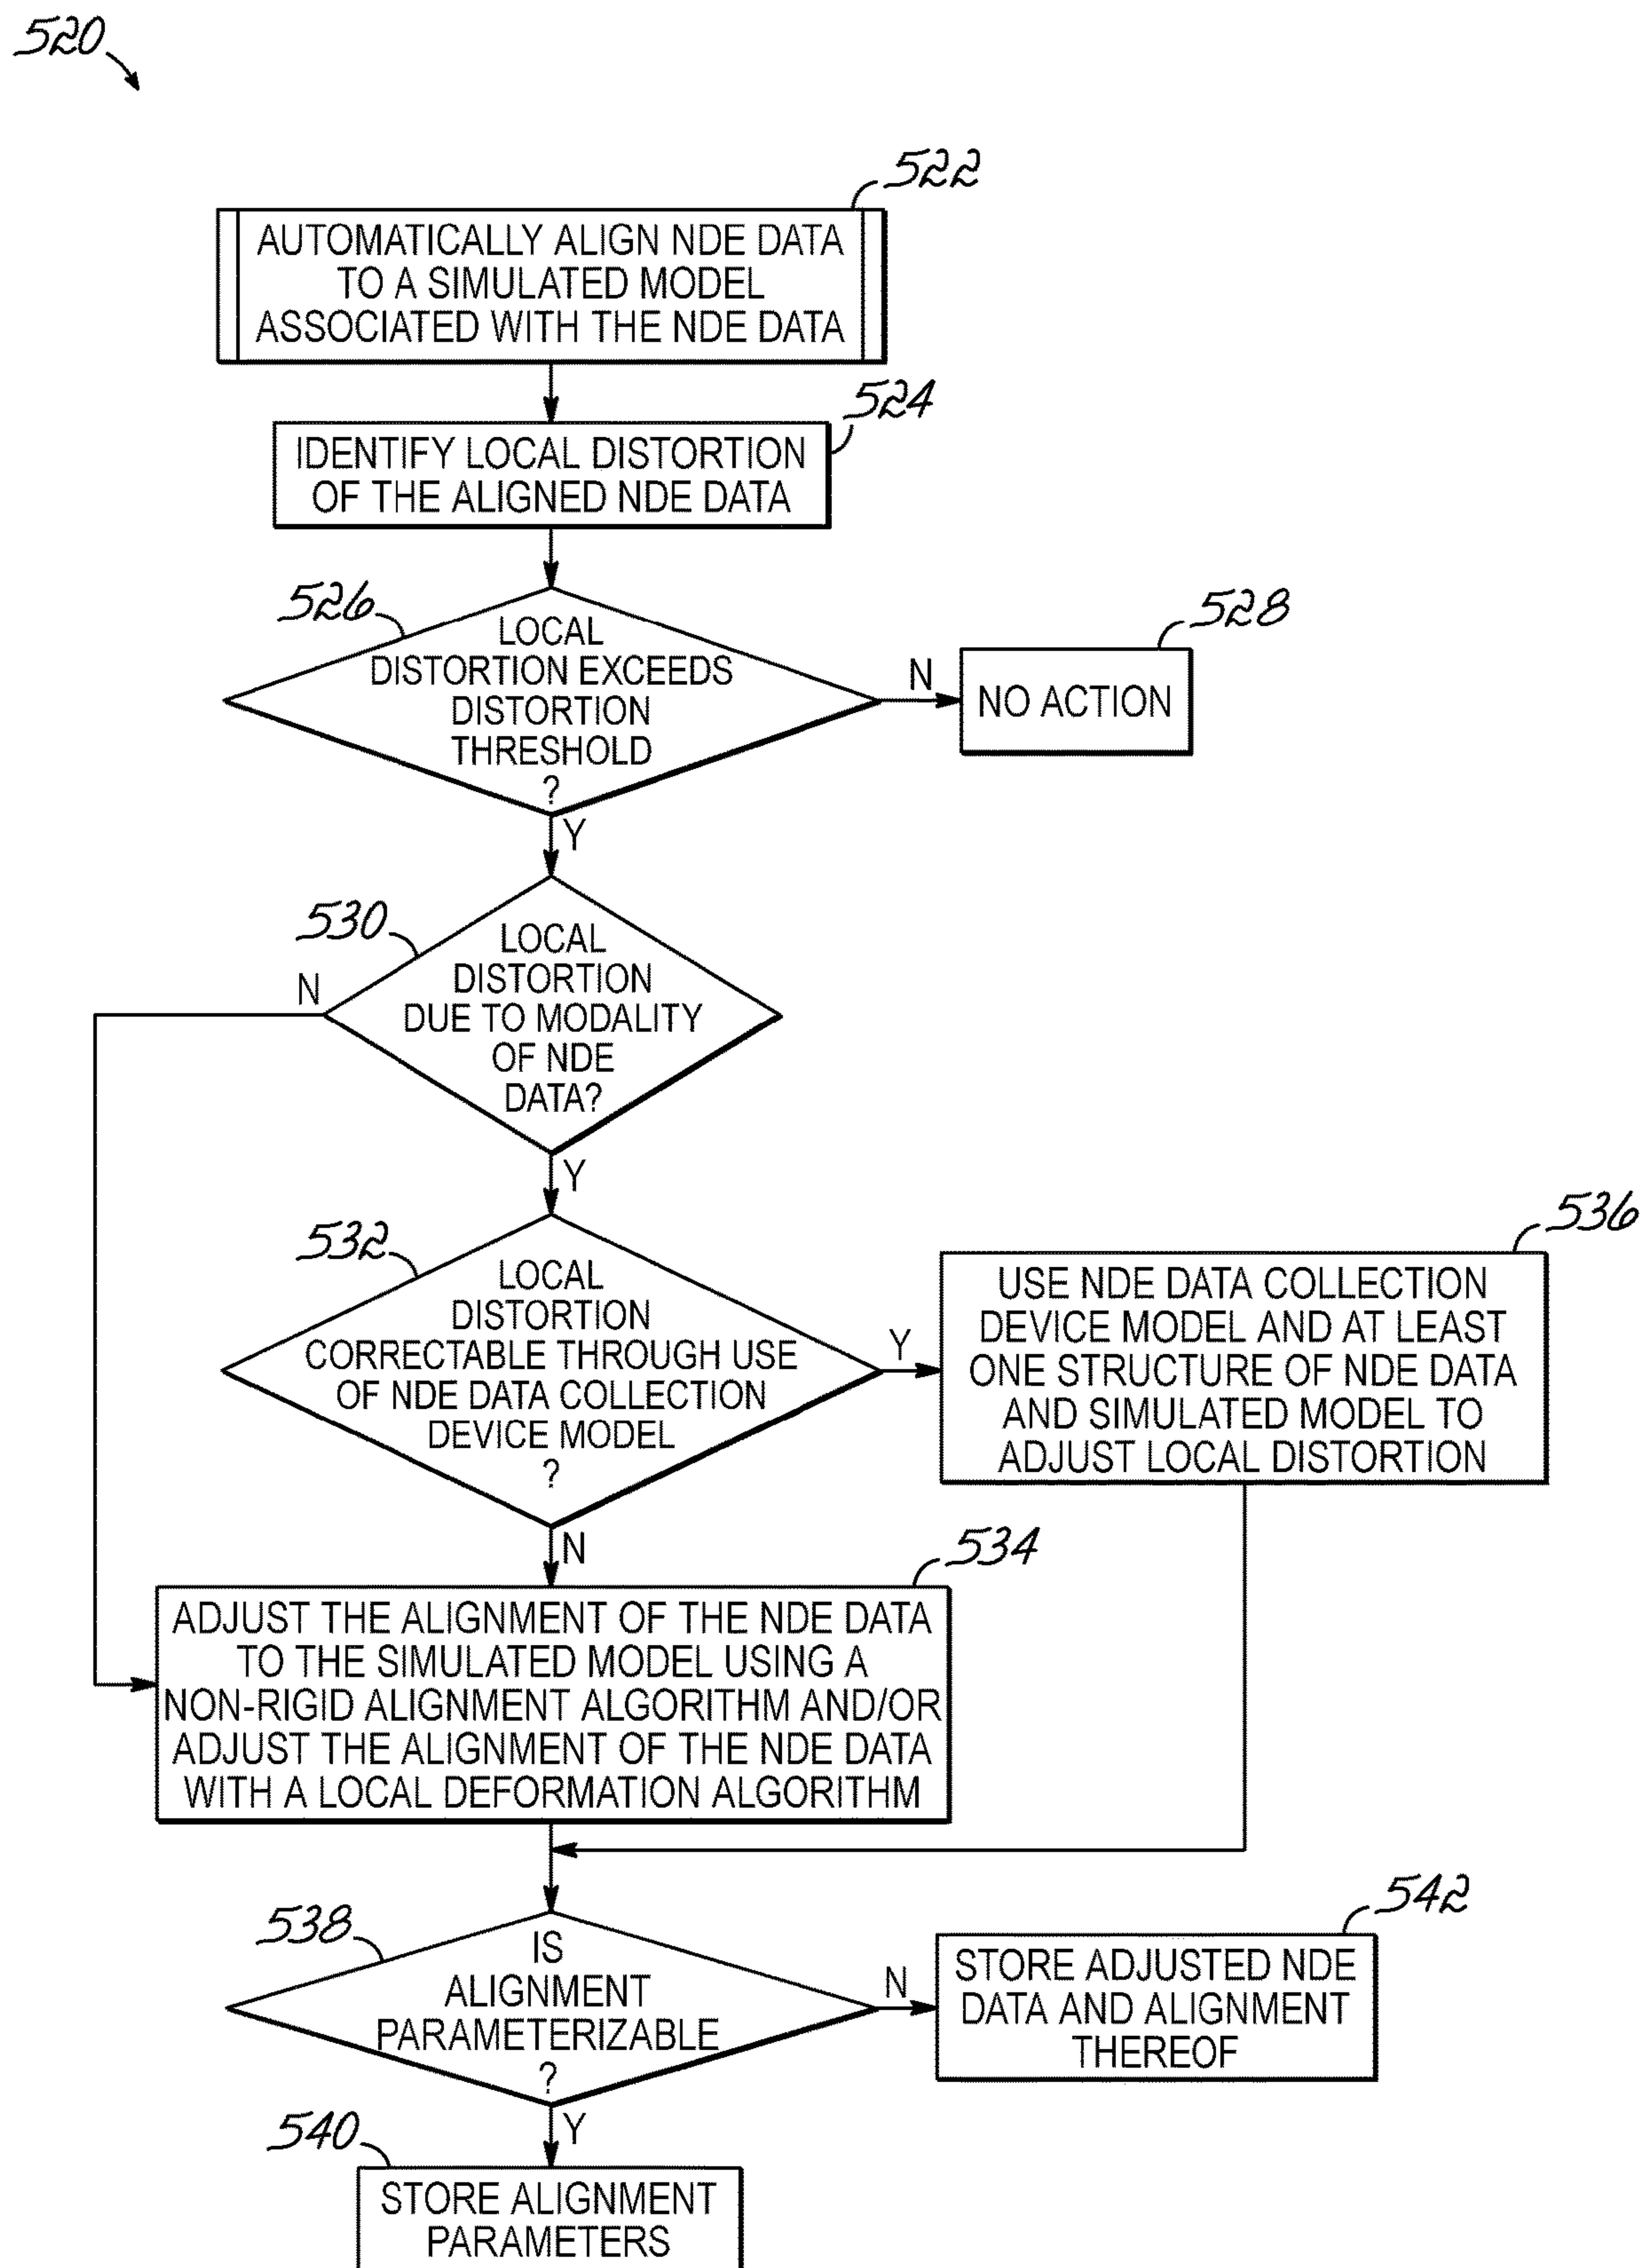 520
522
AUTOMATICALLY ALIGN NDE DATA
TO A SIMULATED MODEL
ASSOCIATED WITH THE NDE DATA
524
IDENTIFY LOCAL DISTORTION
OF THE ALIGNED NDE DATA
526
LOCAL
DISTORTION EXCEEDS
DISTORTION
THRESHOLD
?
N
528
NO ACTION
Y
530
LOCAL
DISTORTION
DUE TO MODALITY
OF NDE
DATA?
N
Y
532
LOCAL
DISTORTION
CORRECTABLE THROUGH USE
OF NDE DATA COLLECTION
DEVICE MODEL
?
Y
536
USE NDE DATA COLLECTION
DEVICE MODEL AND AT LEAST
ONE STRUCTURE OF NDE DATA
AND SIMULATED MODEL TO
ADJUST LOCAL DISTORTION
N
534
ADJUST THE ALIGNMENT OF THE NDE DATA
TO THE SIMULATED MODEL USING A
NON-RIGID ALIGNMENT ALGORITHM AND/OR
ADJUST THE ALIGNMENT OF THE NDE DATA
WITH A LOCAL DEFORMATION ALGORITHM
538
IS
ALIGNMENT
PARAMETERIZABLE
?
N
542
STORE ADJUSTED NDE
DATA AND ALIGNMENT
THEREOF
Y
540
STORE ALIGNMENT
PARAMETERS